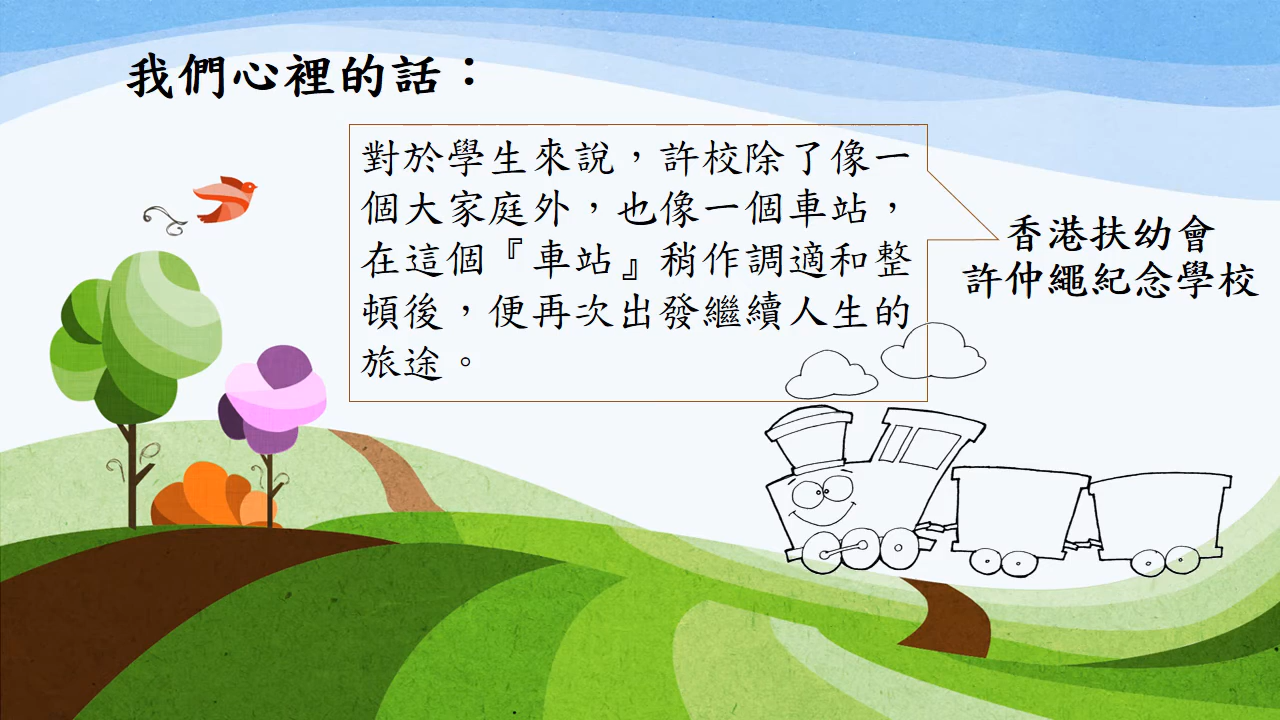 我們心裡的話：
對於學生來說，許校除了像一
個大家庭外，也像一個車站，
在這個『車站』稍作調適和整
頓後，便再次出發繼續人生的
旅途。
香港扶幼會
許仲繩紀念學校